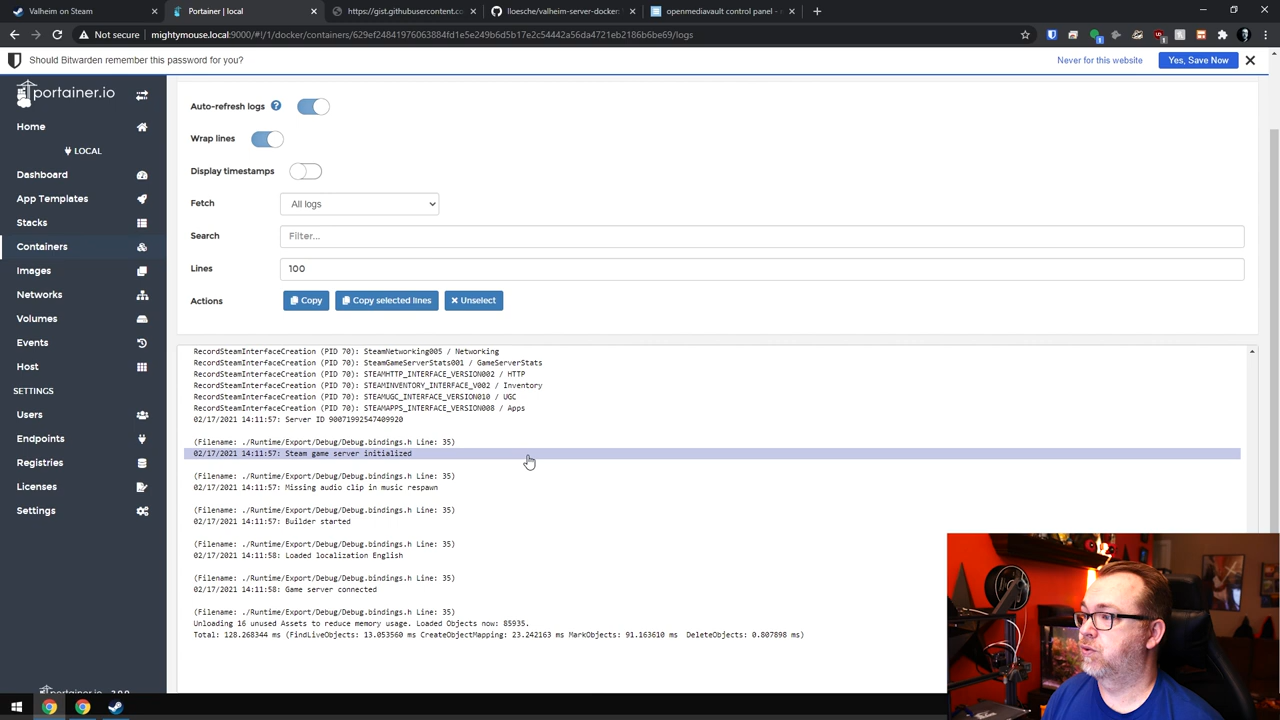 Valheim on Steam
Portainer | local
https://gist.githubusercontent.cc
lloesche/valheim-server-docker: V
openmediavault control panel -
Not secure | mightymouse.local:9000/#!/1/docker/containers/629ef24841976063884fd1e5e249b6d5b17e2c54442a56da4721eb2186b6be69/logs
Should Bitwarden remember this password for you?
Never for this website
Yes, Save Now
portainer.io
Home
LOCAL
Dashboard
App Templates
Stacks
Containers
Images
Networks
Volumes
Events
Host
SETTINGS
Users
Endpoints
Registries
Licenses
Settings
portainer.io
Auto-refresh logs
Wrap lines
Display timestamps
Fetch All logs
Search Filter...
Lines 100
Actions Copy Copy selected lines Unselect
RecordSteamInterfaceCreation (PID 70): SteamNetworking005 / Networking
RecordSteamInterfaceCreation (PID 70): SteamGameServerStats001 / GameServerStats
RecordSteamInterfaceCreation (PID 70): STEAMHTTP_INTERFACE_VERSION002 / HTTP
RecordSteamInterfaceCreation (PID 70): STEAMINVENTORY_INTERFACE_V002 / Inventory
RecordSteamInterfaceCreation (PID 70): STEAMUGC_INTERFACE_VERSION010 / UGC
RecordSteamInterfaceCreation (PID 70): STEAMAPPS_INTERFACE_VERSION008 / Apps
02/17/2021 14:11:57: Server ID 90071992547409920
(Filename: ./Runtime/Export/Debug/Debug.bindings.h Line: 35)
02/17/2021 14:11:57: Steam game server initialized
(Filename: ./Runtime/Export/Debug/Debug.bindings.h Line: 35)
02/17/2021 14:11:57: Missing audio clip in music respawn
(Filename: ./Runtime/Export/Debug/Debug.bindings.h Line: 35)
02/17/2021 14:11:57: Builder started
(Filename: ./Runtime/Export/Debug/Debug.bindings.h Line: 35)
02/17/2021 14:11:58: Loaded localization English
(Filename: ./Runtime/Export/Debug/Debug.bindings.h Line: 35)
02/17/2021 14:11:58: Game server connected
(Filename: ./Runtime/Export/Debug/Debug.bindings.h Line: 35)
Unloading 16 unused Assets to reduce memory usage. Loaded Objects now: 85935.
Total: 128.268344 ms (FindLiveObjects: 13.053560 ms CreateObjectMapping: 23.242163 ms MarkObjects: 91.163610 ms DeleteObjects: 0.807898 ms)